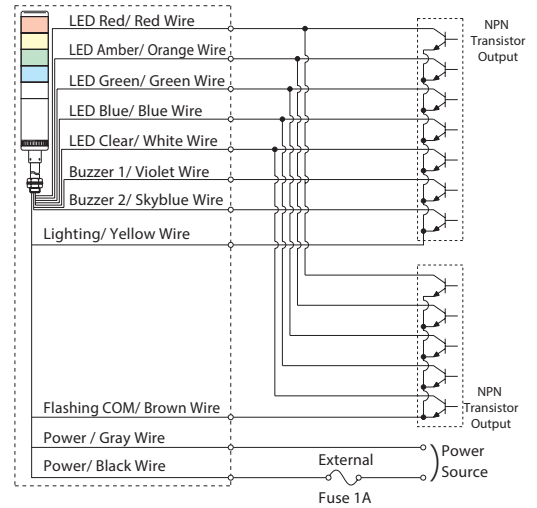 LED Red/ Red Wire
LED Amber/ Orange Wire
LED Green/ Green Wire
LED Blue/ Blue Wire
LED Clear/ White Wire
Buzzer 1/ Violet Wire
Buzzer 2/ Skyblue Wire
Lighting/ Yellow Wire
NPN
Transistor
Output
Flashing COM/ Brown Wire
Power / Gray Wire
Power/ Black Wire
NPN
Transistor
Output
External
Fuse 1A
Power
Source